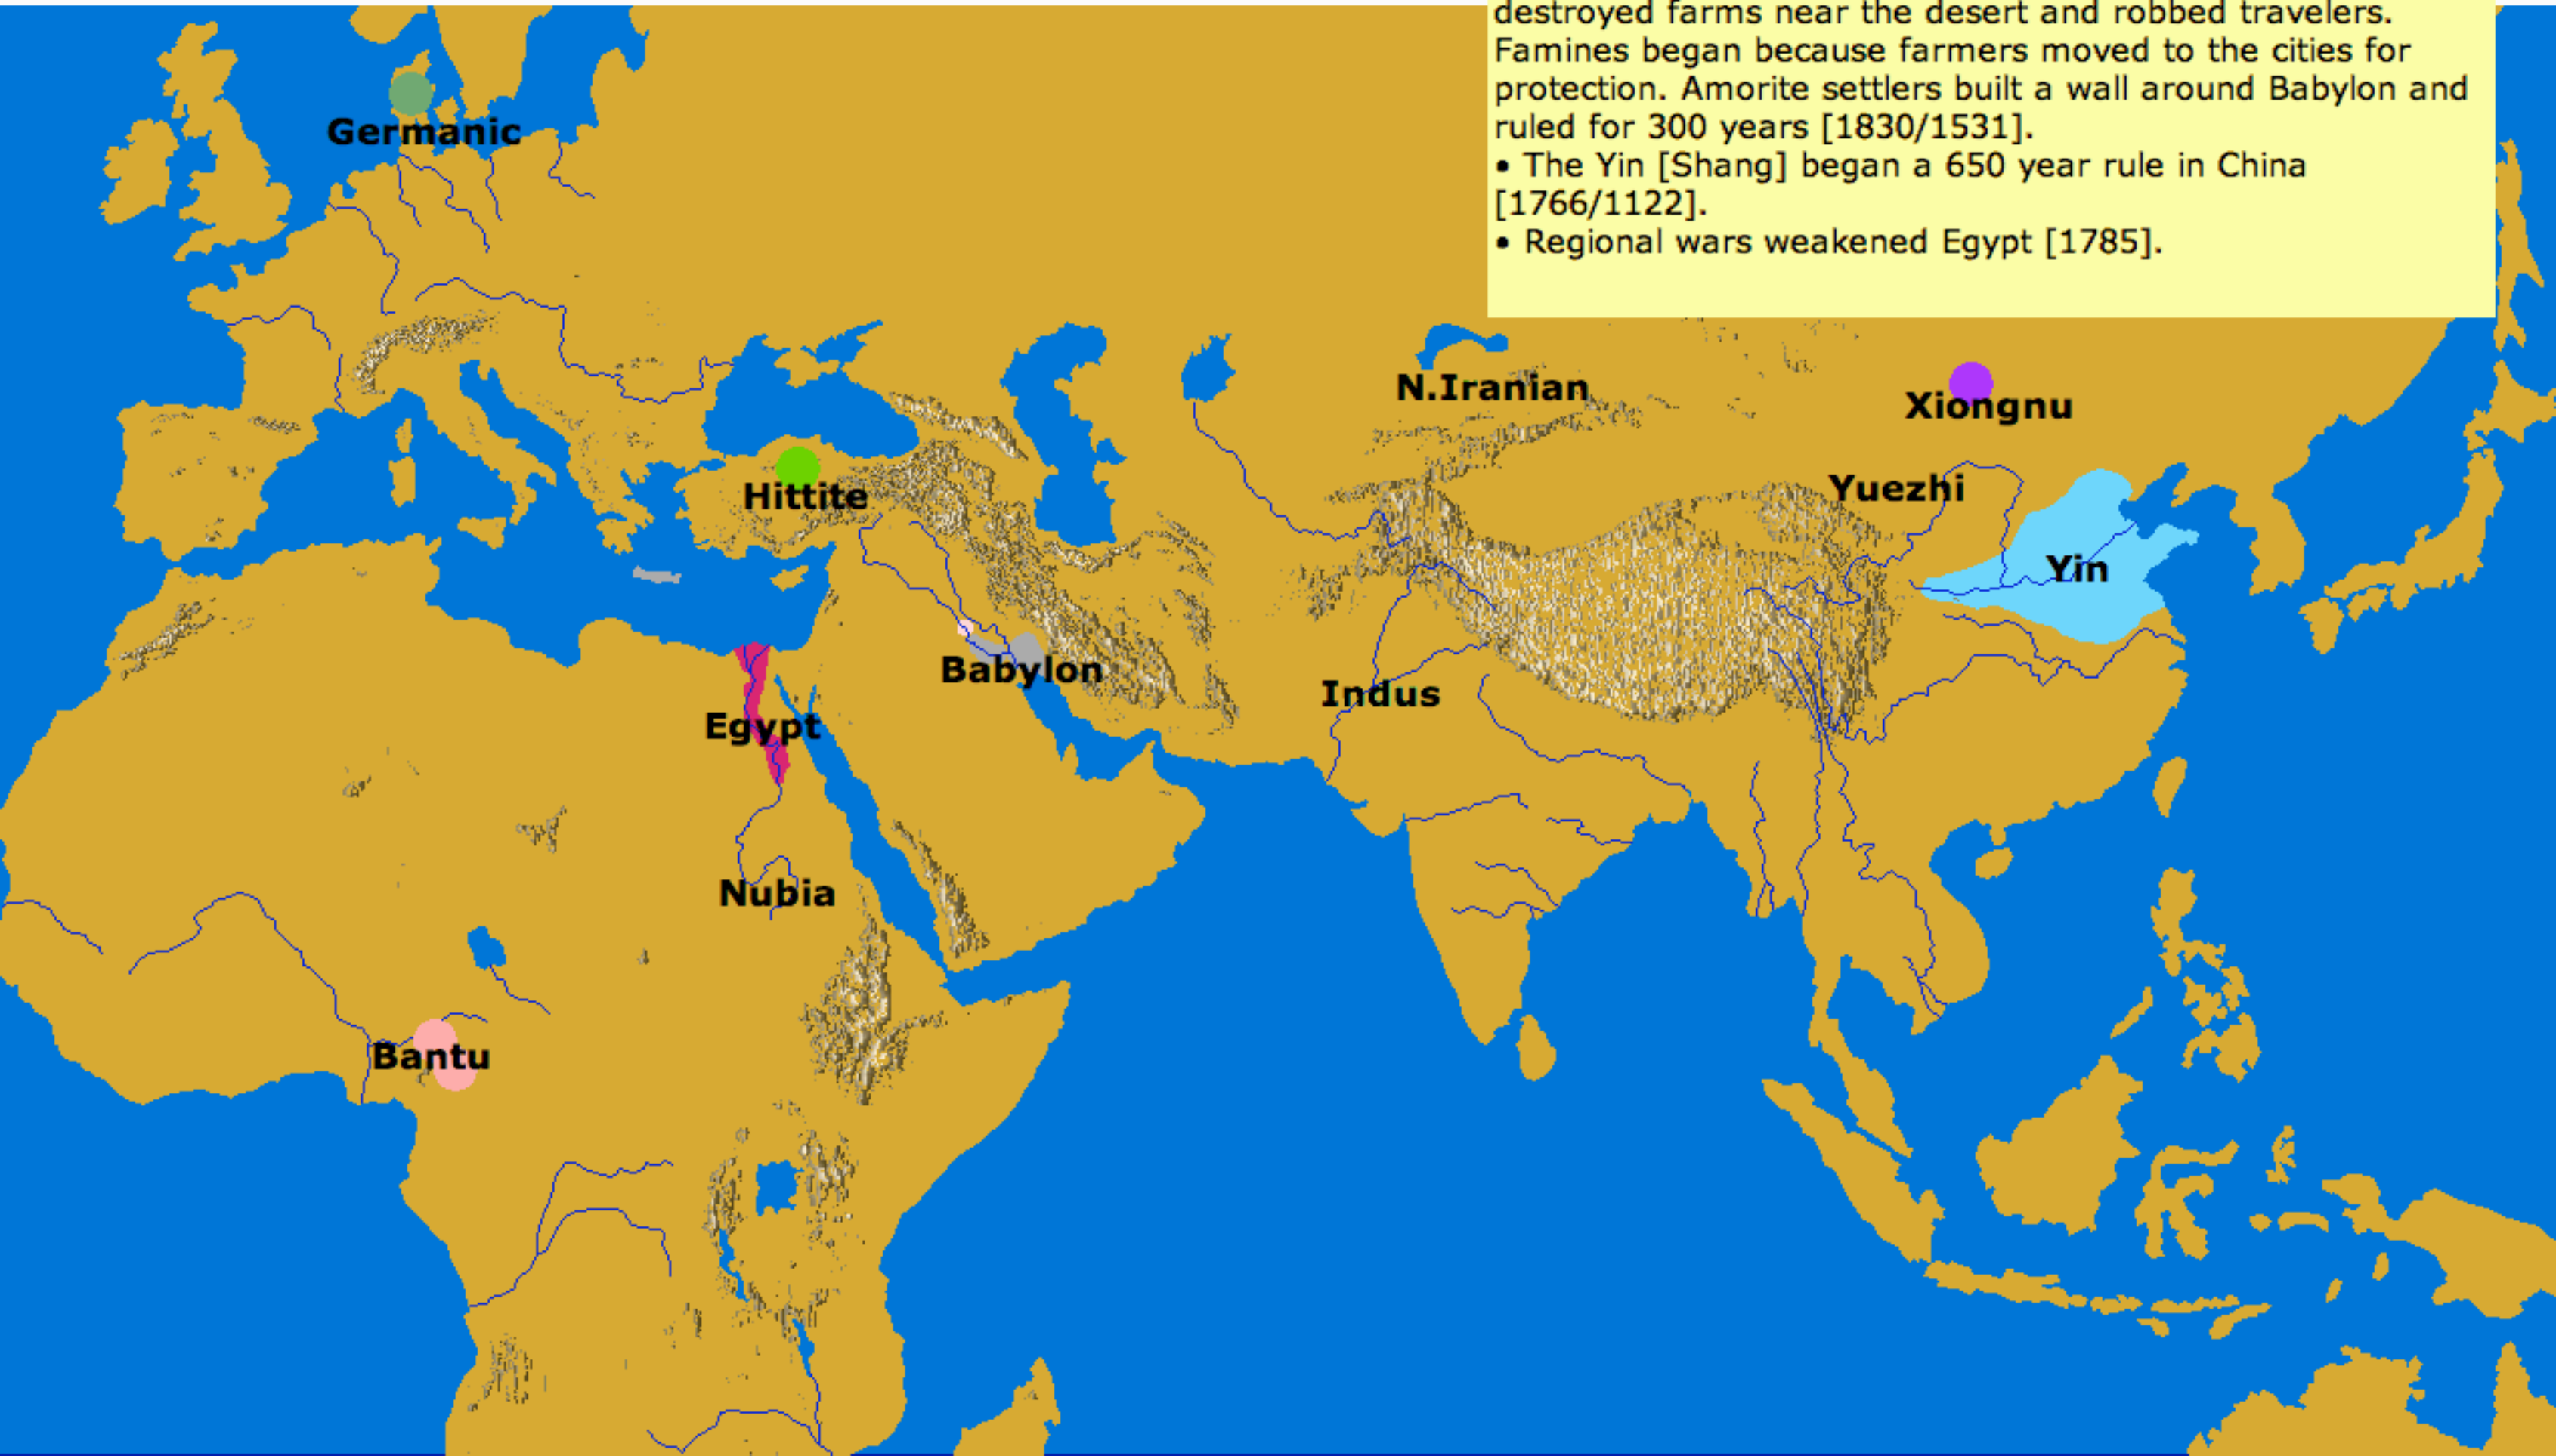 destroyed farms near the desert and robbed travelers.
Famines began because farmers moved to the cities for
protection. Amorite settlers built a wall around Babylon and
ruled for 300 years [1830/1531].
• The Yin [Shang] began a 650 year rule in China
[1766/1122].
• Regional wars weakened Egypt [1785].
Germanic
N.Iranian
Xiongnu
Hittite
Yuezhi
Yin
Babylon
Indus
Egypt
Nubia
Bantu